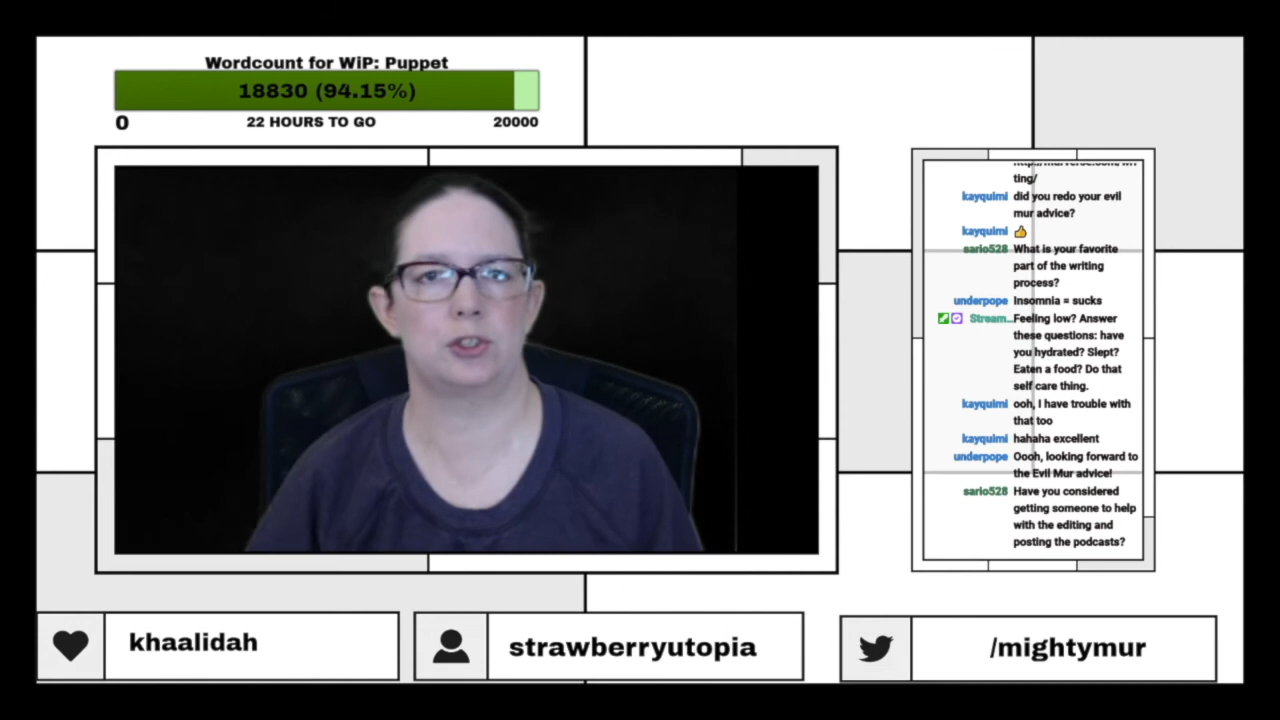 Wordcount for WiP: Puppet
18830 (94.15%)
0 22 HOURS TO GO 20000
ting/
kayquimi did you redo your evil
mur advice?
kayquimi 👍
sario528 What is your favorite
part of the writing
process?
underpope Insomnia = sucks
Stream... Feeling low? Answer
these questions: have
you hydrated? Slept?
Eaten a food? Do that
self care thing.
kayquimi ooh, I have trouble with
that too
kayquimi hahaha excellent
underpope Oooh, looking forward to
the Evil Mur advice!
sario528 Have you considered
getting someone to help
with the editing and
posting the podcasts?
khaalidah
strawberryutopia
/mightymur